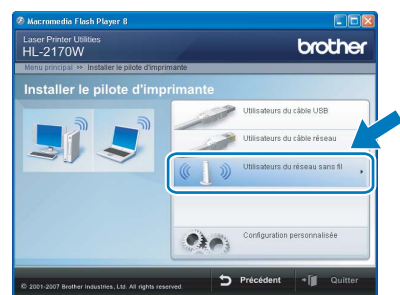 Macromedia Flash Player 8
Laser Printer Utilities
HL-2170W
brother
Menu principal ▸▸ Installer le pilote d'imprimante
Installer le pilote d'imprimante
Utilisateurs du câble USB
Utilisateurs du câble réseau
Utilisateurs du réseau sans fil
Configuration personnalisée
© 2001-2007 Brother Industries, Ltd. All rights reserved.
Précédent
Quitter